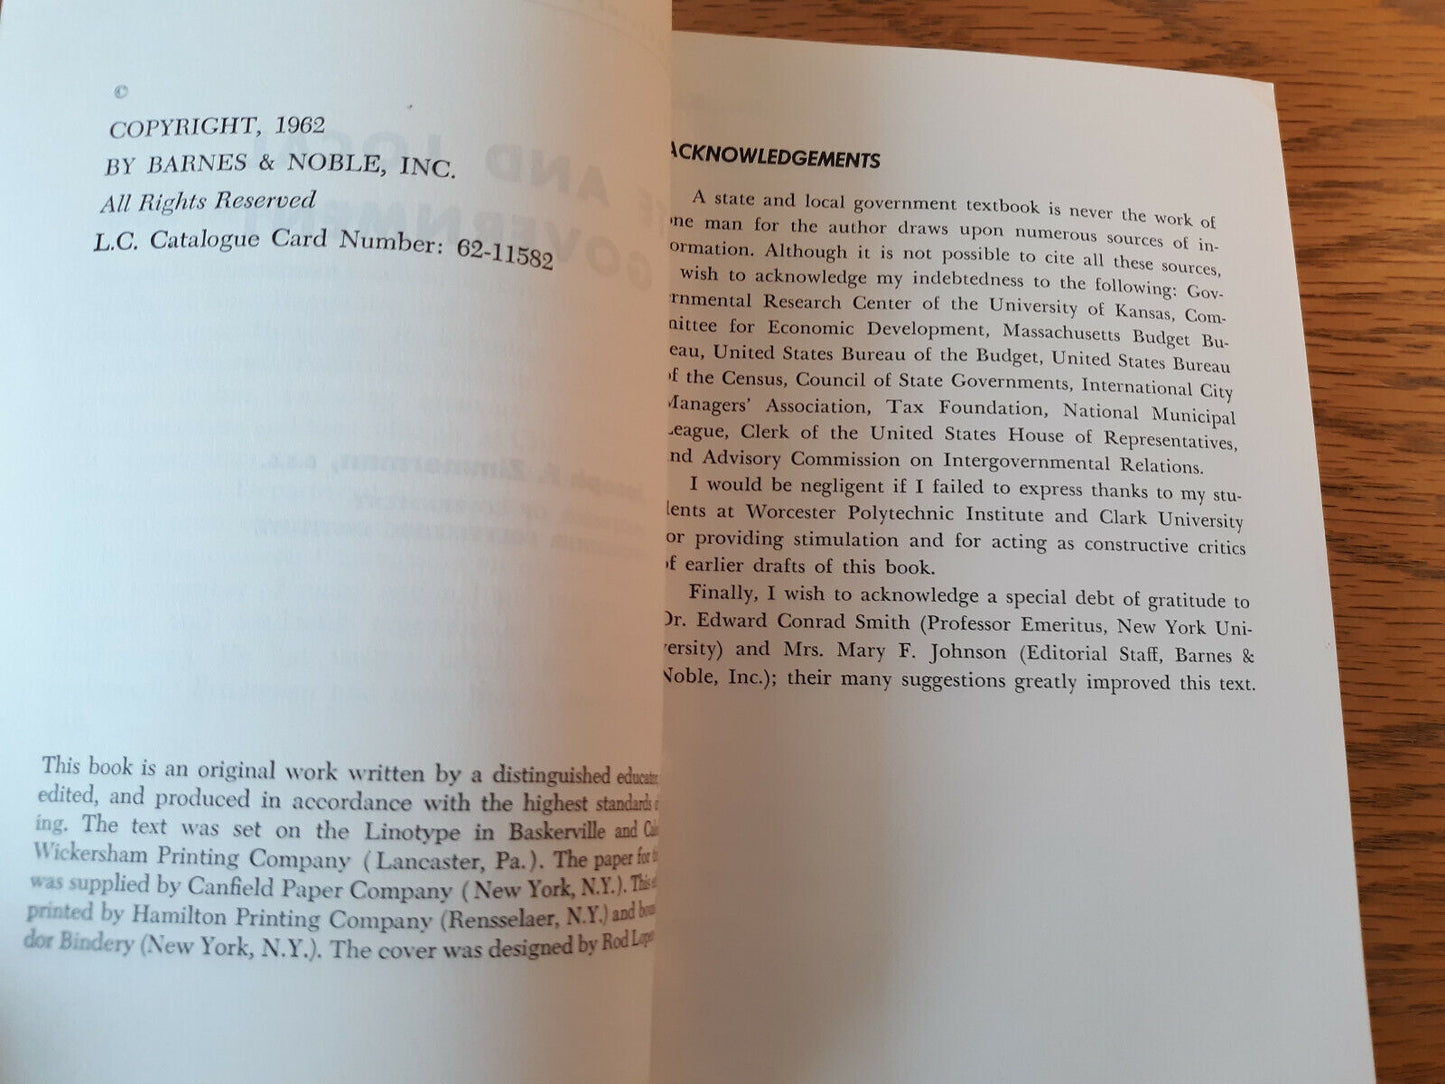 ©
COPYRIGHT, 1962
BY BARNES & NOBLE, INC.
All Rights Reserved
L.C. Catalogue Card Number: 62-11582
This book is an original work written by a distinguished
edited, and produced in accordance with the highest standards
ing. The text was set on the Linotype in Baskerville and
Wickersham Printing Company (Lancaster, Pa.). The paper for
was supplied by Canfield Paper Company (New York, N.Y.). This
printed by Hamilton Printing Company (Rensselaer, N.Y.) and
dor Bindery (New York, N.Y.). The cover was designed by Rod
ACKNOWLEDGEMENTS
A state and local government textbook is never the work of
one man for the author draws upon numerous sources of in-
ormation. Although it is not possible to cite all these sources,
wish to acknowledge my indebtedness to the following: Gov-
ernmental Research Center of the University of Kansas, Com-
mittee for Economic Development, Massachusetts Budget Bu-
eau, United States Bureau of the Budget, United States Bureau
of the Census, Council of State Governments, International City
Managers' Association, Tax Foundation, National Municipal
League, Clerk of the United States House of Representatives,
and Advisory Commission on Intergovernmental Relations.
I would be negligent if I failed to express thanks to my stu-
dents at Worcester Polytechnic Institute and Clark University
or providing stimulation and for acting as constructive critics
of earlier drafts of this book.
Finally, I wish to acknowledge a special debt of gratitude to
Dr. Edward Conrad Smith (Professor Emeritus, New York Uni-
versity) and Mrs. Mary F. Johnson (Editorial Staff, Barnes &
Noble, Inc.); their many suggestions greatly improved this text.